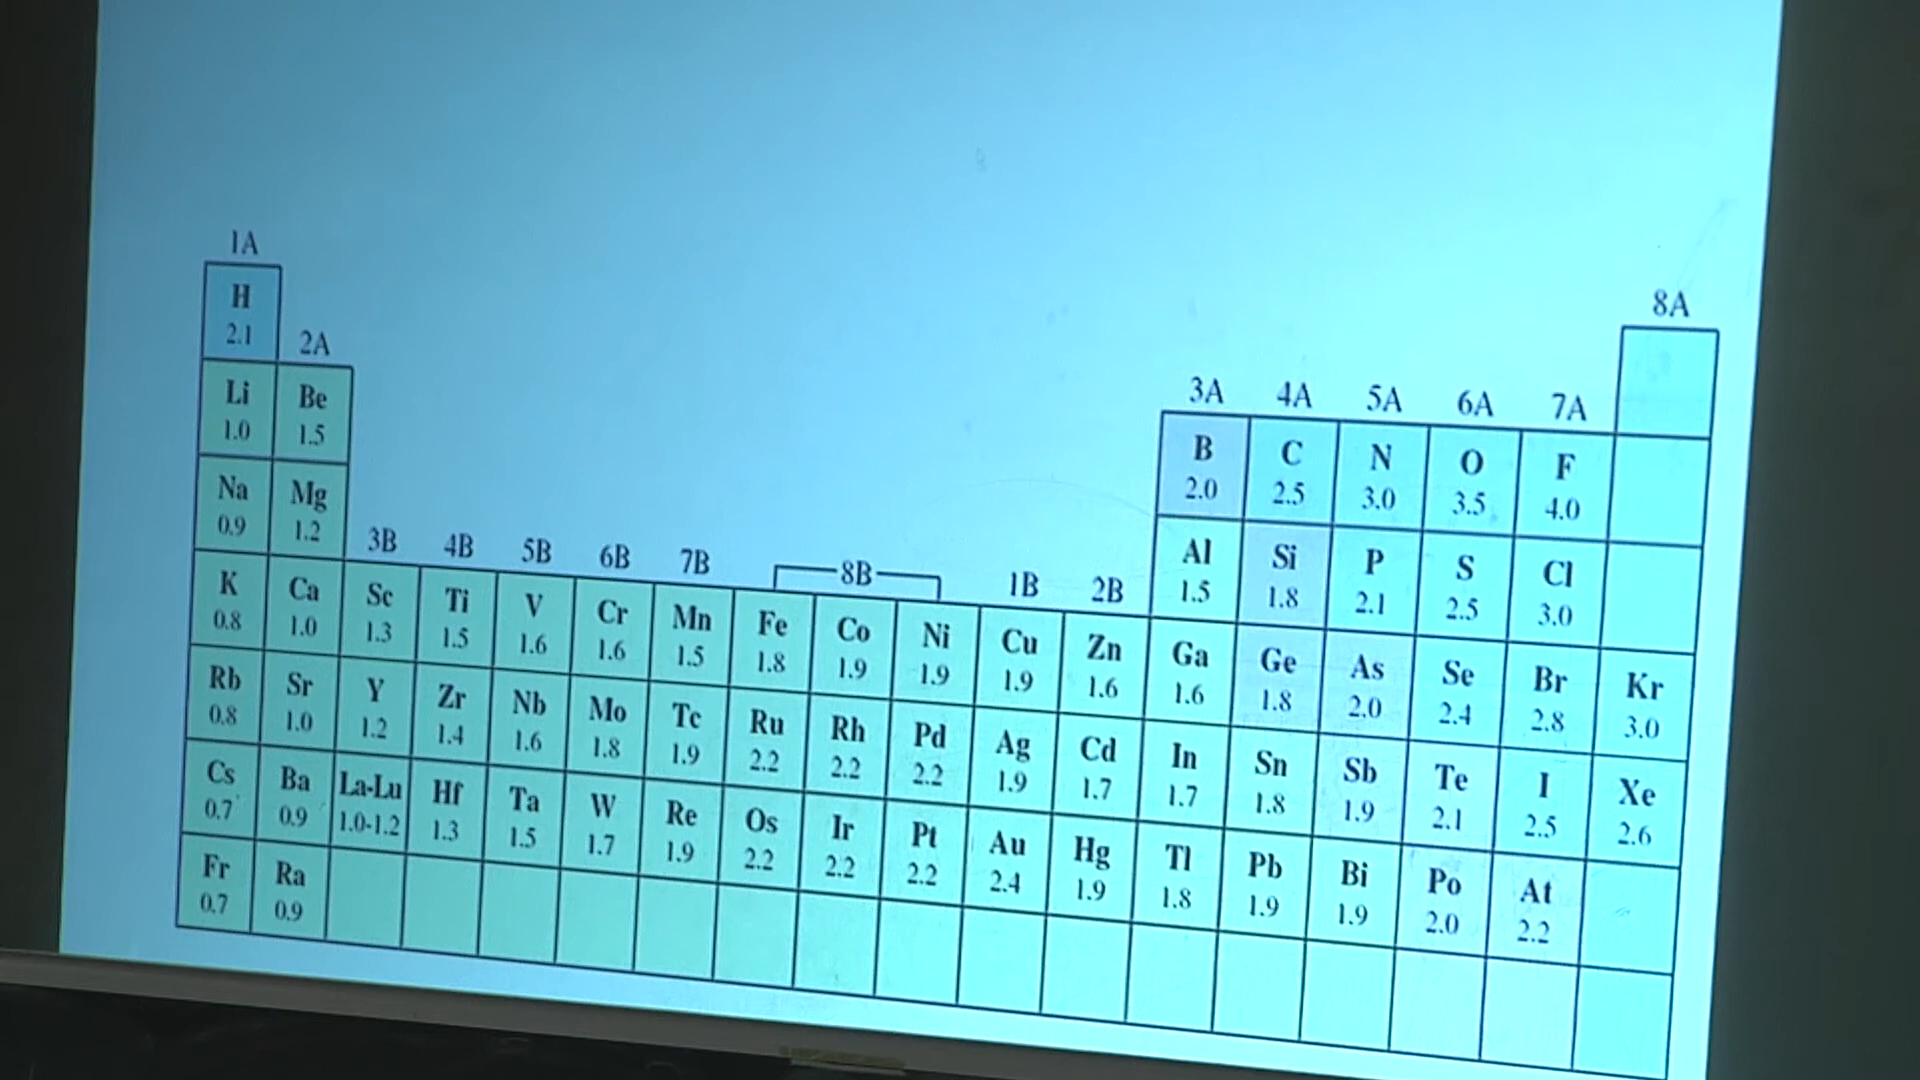 1A
8A
H
2.1
2A
3A 4A 5A 6A 7A
Li Be B C N O F
1.0 1.5 2.0 2.5 3.0 3.5 4.0
Na Mg Al Si P S Cl
0.9 1.2 1.5 1.8 2.1 2.5 3.0
3B 4B 5B 6B 7B 8B 1B 2B
K Ca Sc Ti V Cr Mn Fe Co Ni Cu Zn Ga Ge As Se Br Kr
0.8 1.0 1.3 1.5 1.6 1.6 1.5 1.8 1.9 1.9 1.9 1.6 1.6 1.8 2.0 2.4 2.8 3.0
Rb Sr Y Zr Nb Mo Tc Ru Rh Pd Ag Cd In Sn Sb Te I Xe
0.8 1.0 1.2 1.4 1.6 1.8 1.9 2.2 2.2 2.2 1.9 1.7 1.7 1.8 1.9 2.1 2.5 2.6
Cs Ba La-Lu Hf Ta W Re Os Ir Pt Au Hg Tl Pb Bi Po At
0.7 0.9 1.0-1.2 1.3 1.5 1.7 1.9 2.2 2.2 2.2 2.4 1.9 1.8 1.9 1.9 2.0 2.2
Fr Ra
0.7 0.9